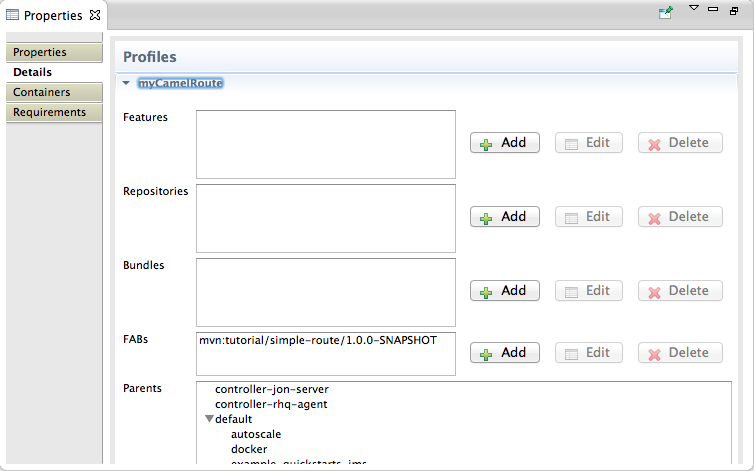 Properties
Properties
Details
Containers
Requirements
Profiles
myCamelRoute
Features
Add Edit Delete
Repositories
Add Edit Delete
Bundles
Add Edit Delete
FABs
mvn:tutorial/simple-route/1.0.0-SNAPSHOT
Add Edit Delete
Parents
controller-jon-server
controller-rhq-agent
default
autoscale
docker
example_quickstarts_jms